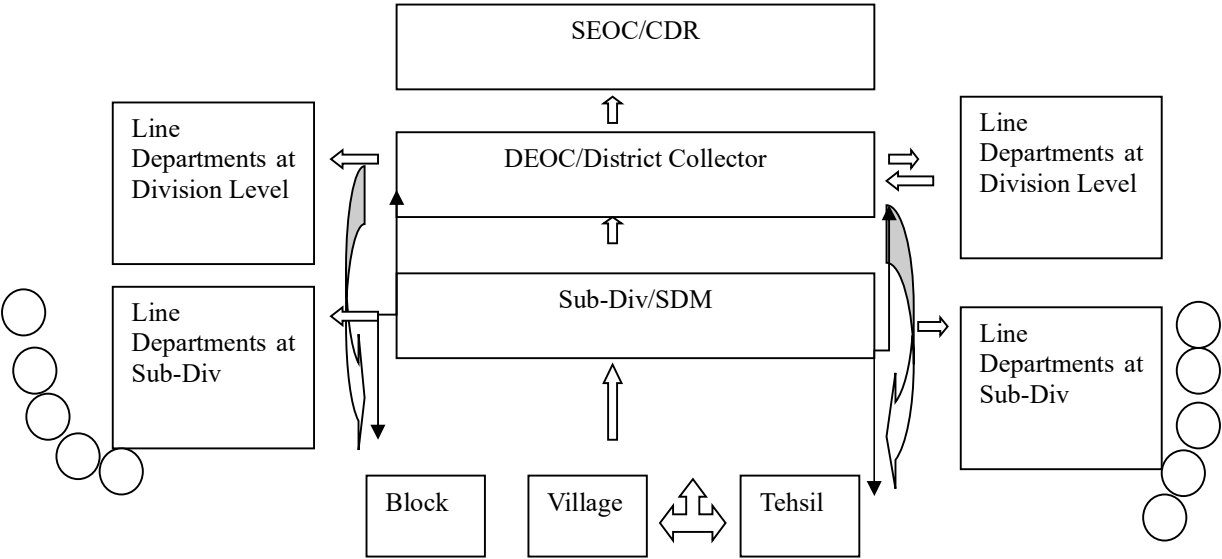 SEOC/CDR
Line
Departments at
Division Level
DEOC/District Collector
Line
Departments at
Division Level
Line
Departments at
Sub-Div
Sub-Div/SDM
Line
Departments at
Sub-Div
Block
Village
Tehsil